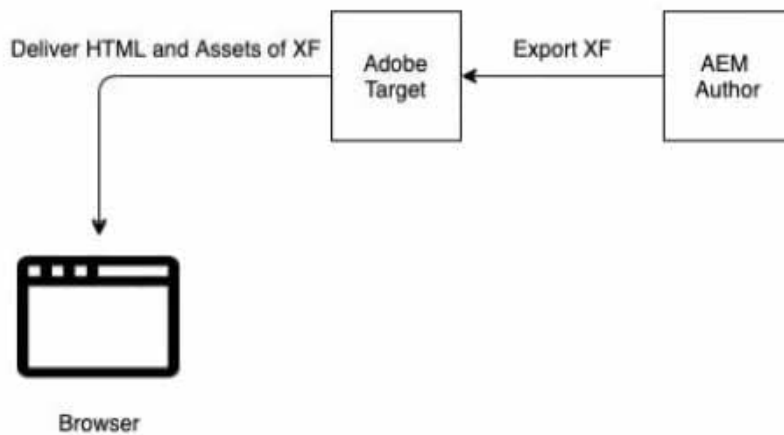 Deliver HTML and Assets of XF
Adobe
Target
Export XF
AEM
Author
Browser